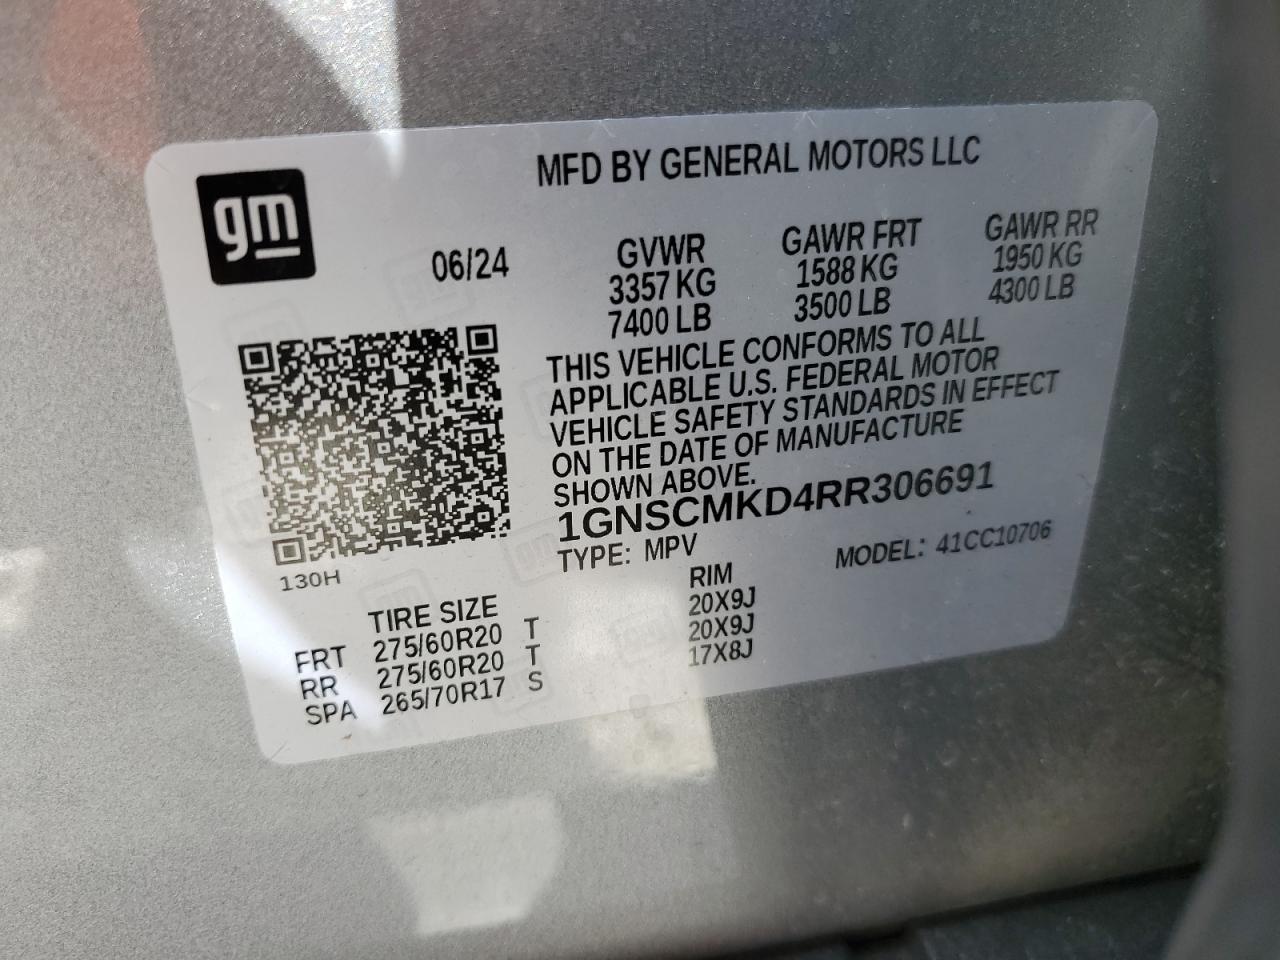 MFD BY GENERAL MOTORS LLC
gm
06/24
GVWR
3357 KG
7400 LB
GAWR FRT
1588 KG
3500 LB
GAWR RR
1950 KG
4300 LB
THIS VEHICLE CONFORMS TO ALL
APPLICABLE U.S. FEDERAL MOTOR
VEHICLE SAFETY STANDARDS IN EFFECT
ON THE DATE OF MANUFACTURE
SHOWN ABOVE.
1GNSCMKD4RR306691
TYPE: MPV MODEL: 41CC10706
130H
TIRE SIZE RIM
FRT 275/60R20 T 20X9J
RR 275/60R20 T 20X9J
SPA 265/70R17 S 17X8J